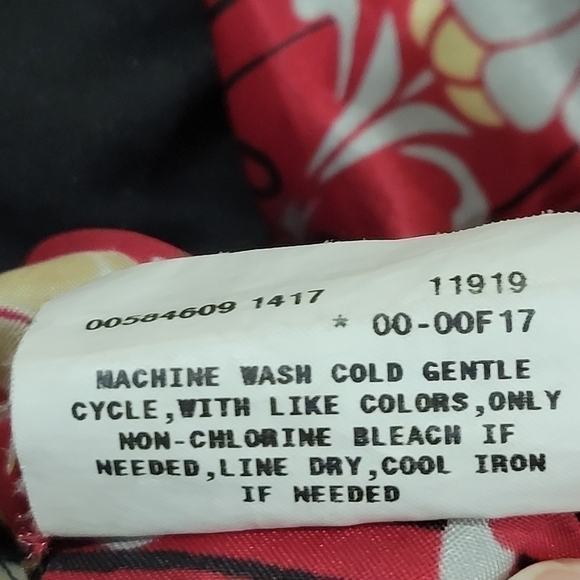 00584609 1417 11919
* 00-00F17
MACHINE WASH COLD GENTLE
CYCLE,WITH LIKE COLORS,ONLY
NON-CHLORINE BLEACH IF
NEEDED,LINE DRY,COOL IRON
IF NEEDED